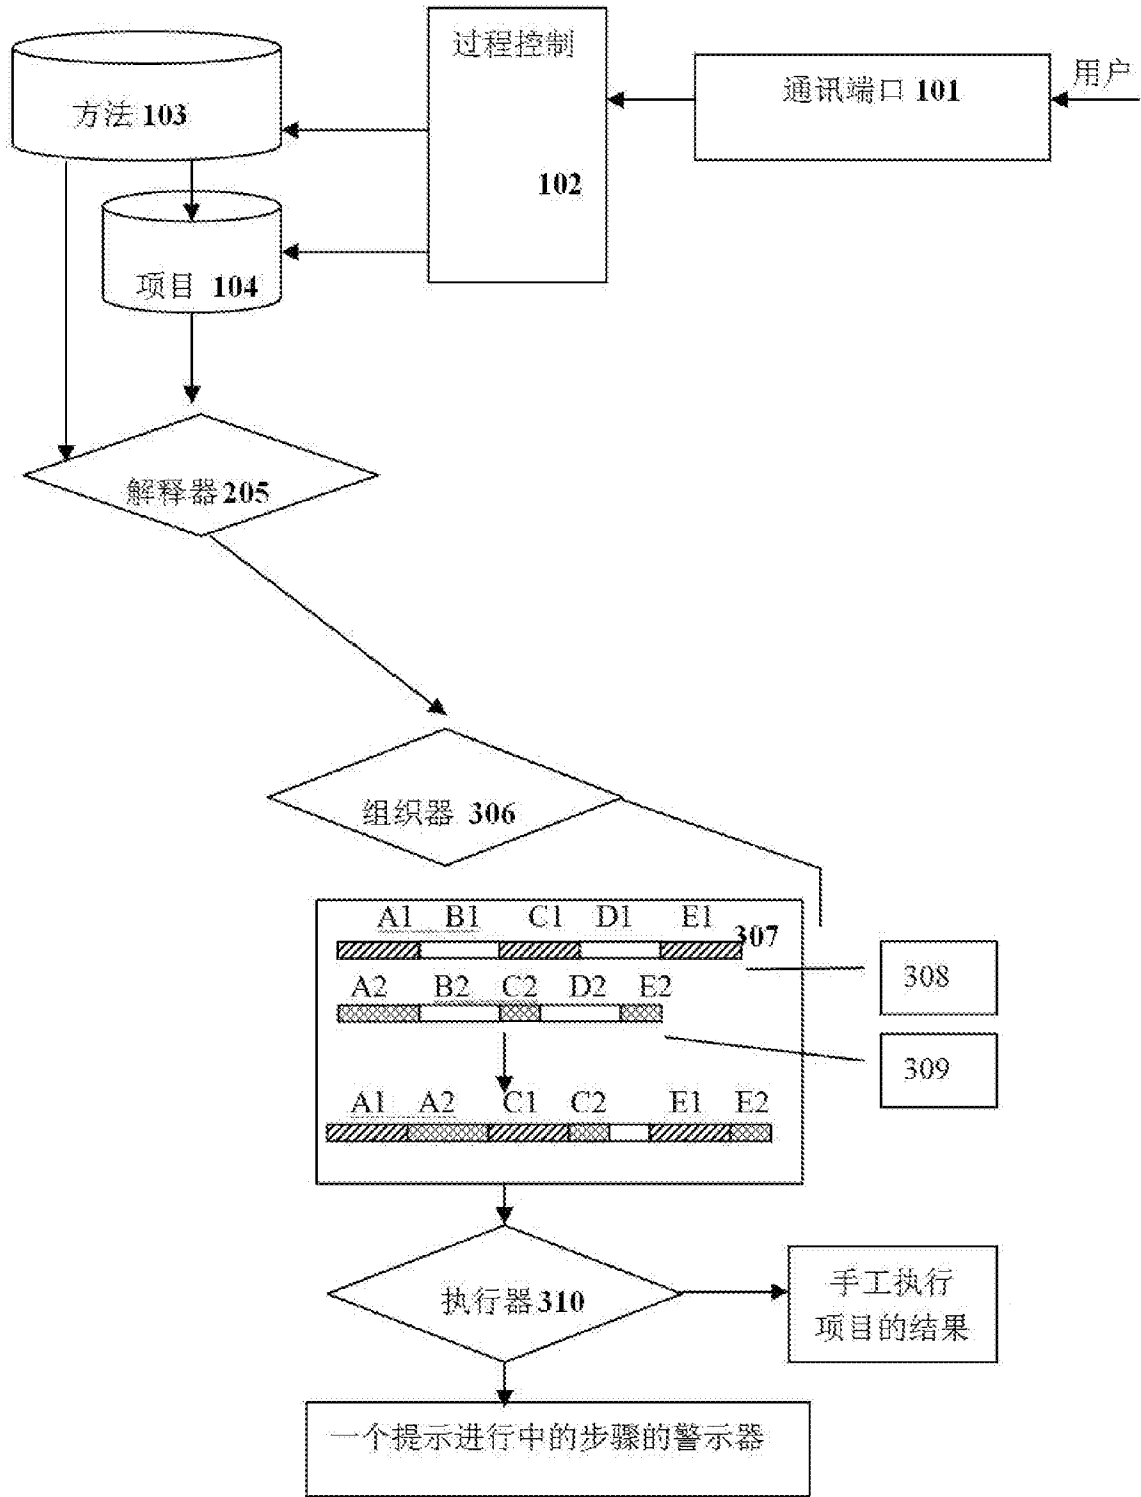 过程控制
102
通讯端口 101
用户
方法 103
项目 104
解释器 205
组织器 306
A1 B1 C1 D1 E1
307
308
A2 B2 C2 D2 E2
309
A1 A2 C1 C2 E1 E2
执行器 310
手工执行
项目的结果
一个提示进行中的步骤的警示器